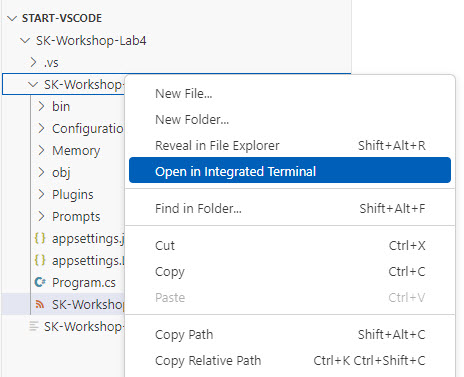 START-VSCODE
SK-Workshop-Lab4
.vs
SK-Workshop-
bin
Configuration
Memory
obj
Plugins
Prompts
appsettings.j
appsettings.
Program.cs
SK-Workshop
SK-Workshop-
New File...
New Folder...
Reveal in File Explorer Shift+Alt+R
Open in Integrated Terminal
Find in Folder... Shift+Alt+F
Cut Ctrl+X
Copy Ctrl+C
Paste Ctrl+V
Copy Path Shift+Alt+C
Copy Relative Path Ctrl+K Ctrl+Shift+C